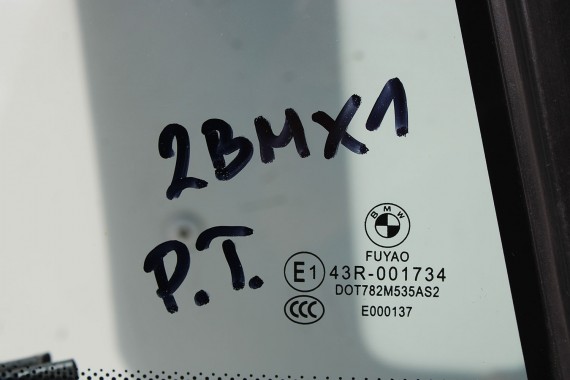 2BMX1
P.T.
BMW
FUYAO
E1 43R-001734
DOT782M535AS2
CCC E000137